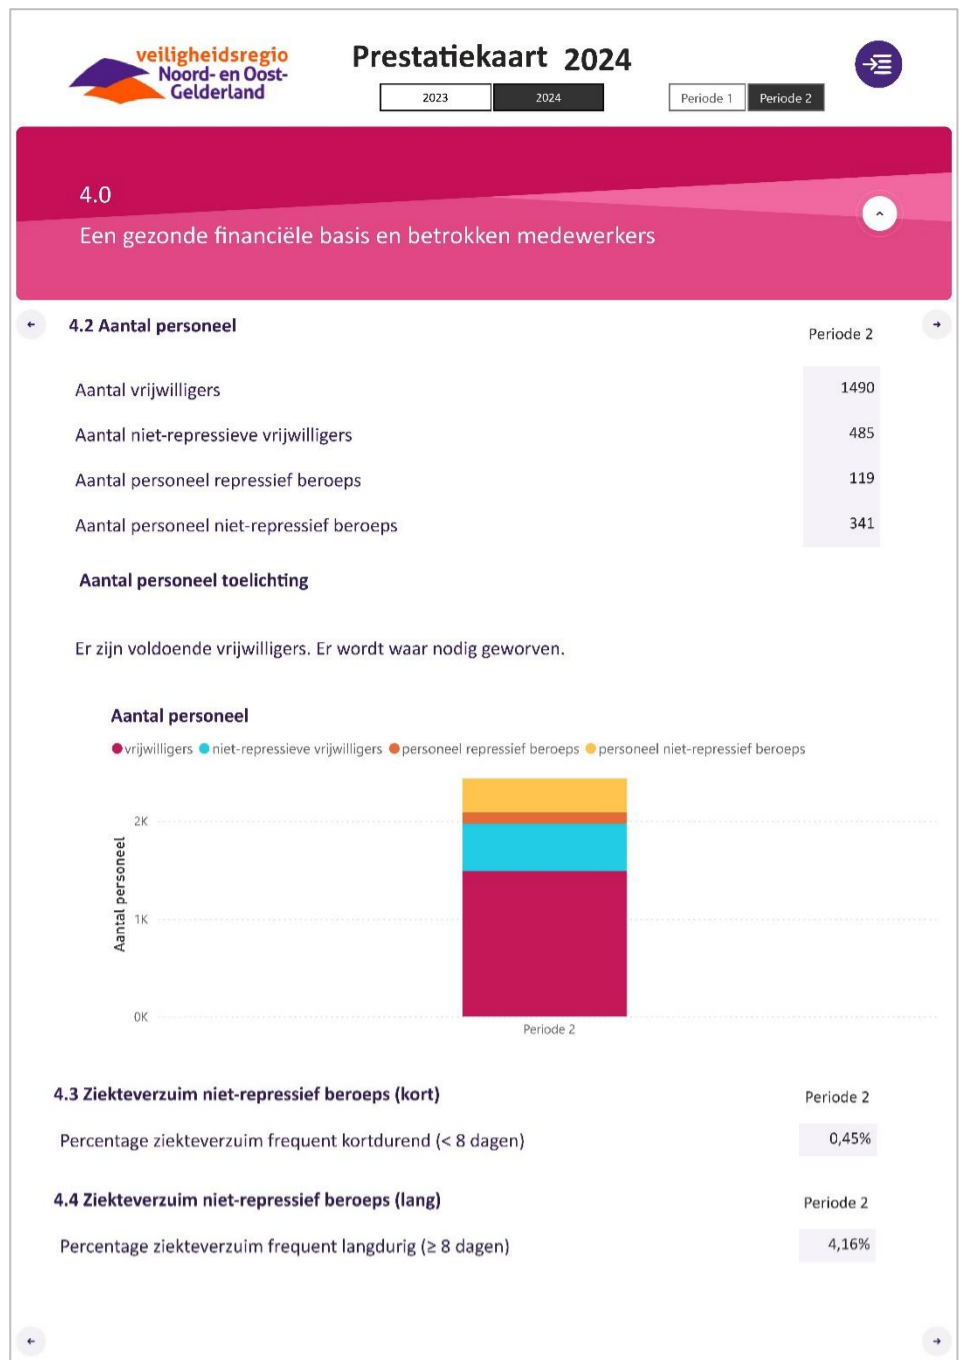 veiligheidsregio
Noord- en Oost-
Gelderland
Prestatiekaart 2024
2023
2024
Periode 1
Periode 2
4.0
Een gezonde financiële basis en betrokken medewerkers
4.2 Aantal personeel
Periode 2
Aantal vrijwilligers 1490
Aantal niet-repressieve vrijwilligers 485
Aantal personeel repressief beroeps 119
Aantal personeel niet-repressief beroeps 341
Aantal personeel toelichting
Er zijn voldoende vrijwilligers. Er wordt waar nodig geworven.
Aantal personeel
vrijwilligers niet-repressieve vrijwilligers personeel repressief beroeps personeel niet-repressief beroeps
2K
Aantal personeel
1K
0K
Periode 2
4.3 Ziekteverzuim niet-repressief beroeps (kort)
Periode 2
Percentage ziekteverzuim frequent kortdurend (< 8 dagen) 0,45%
4.4 Ziekteverzuim niet-repressief beroeps (lang)
Periode 2
Percentage ziekteverzuim frequent langdurig (≥ 8 dagen) 4,16%